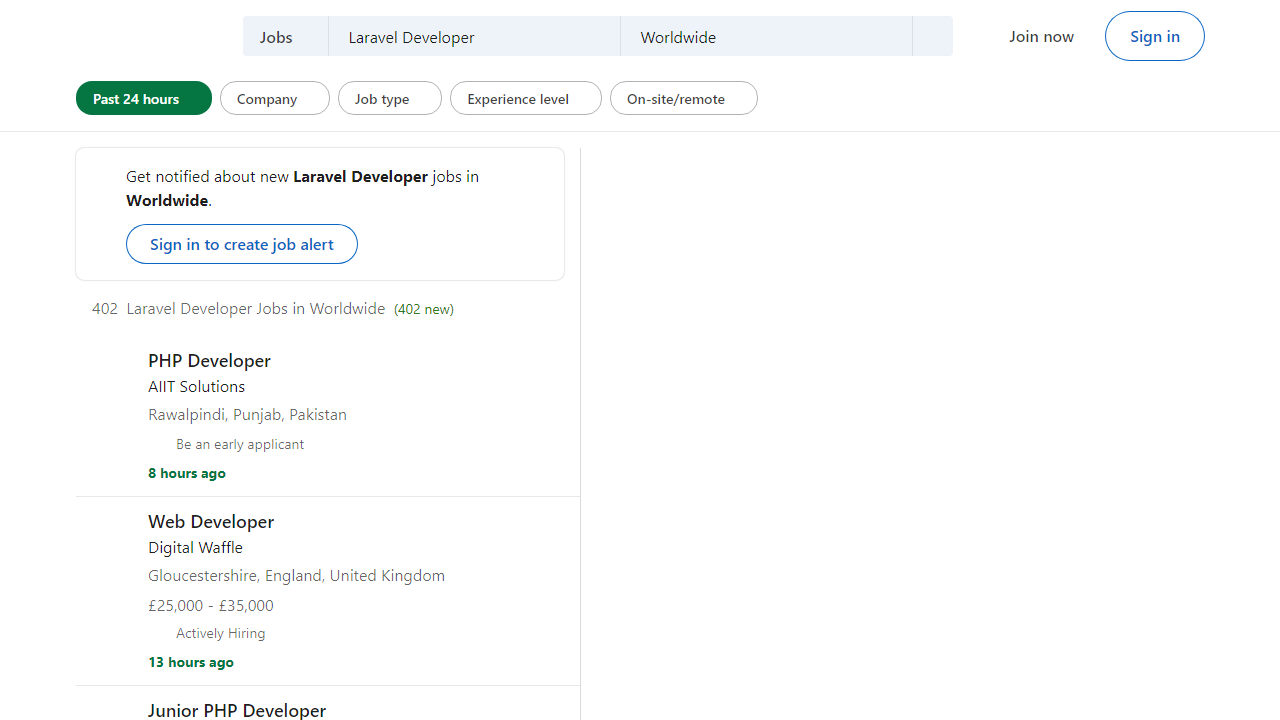 Jobs
Laravel Developer
Worldwide
Join now
Sign in
Past 24 hours
Company
Job type
Experience level
On-site/remote
Get notified about new Laravel Developer jobs in
Worldwide.
Sign in to create job alert
402 Laravel Developer Jobs in Worldwide (402 new)
PHP Developer
AIIT Solutions
Rawalpindi, Punjab, Pakistan
Be an early applicant
8 hours ago
Web Developer
Digital Waffle
Gloucestershire, England, United Kingdom
£25,000 - £35,000
Actively Hiring
13 hours ago
Junior PHP Developer